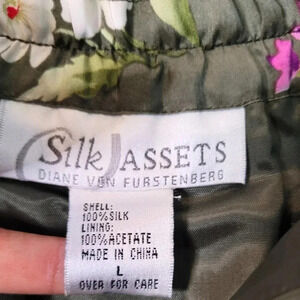 Silk ASSETS
DIANE VON FURSTENBERG
SHELL:
100%SILK
LINING:
100%ACETATE
MADE IN CHINA
L
OVER FOR CARE